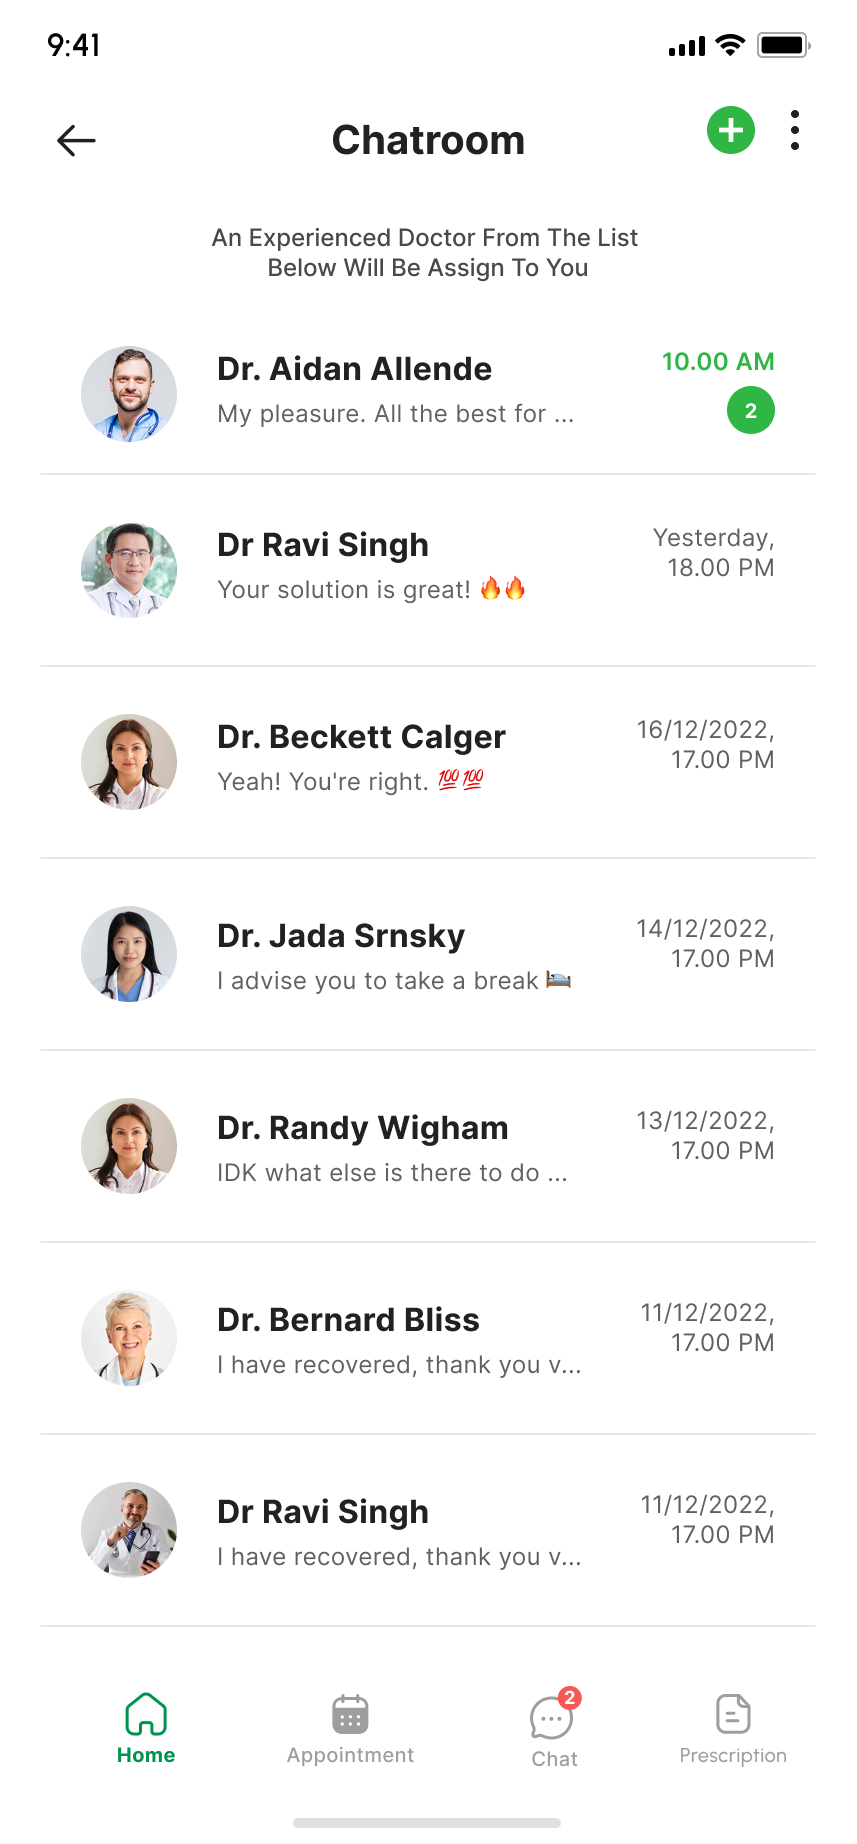 9:41
Chatroom
An Experienced Doctor From The List
Below Will Be Assign To You
Dr. Aidan Allende
10.00 AM
My pleasure. All the best for ...
2
Dr Ravi Singh
Yesterday,
18.00 PM
Your solution is great! 🔥🔥
Dr. Beckett Calger
16/12/2022,
17.00 PM
Yeah! You're right. 💯💯
Dr. Jada Srnsky
14/12/2022,
17.00 PM
I advise you to take a break 🛌
Dr. Randy Wigham
13/12/2022,
17.00 PM
IDK what else is there to do ...
Dr. Bernard Bliss
11/12/2022,
17.00 PM
I have recovered, thank you v...
Dr Ravi Singh
11/12/2022,
17.00 PM
I have recovered, thank you v...
2
Home
Appointment
Chat
Prescription